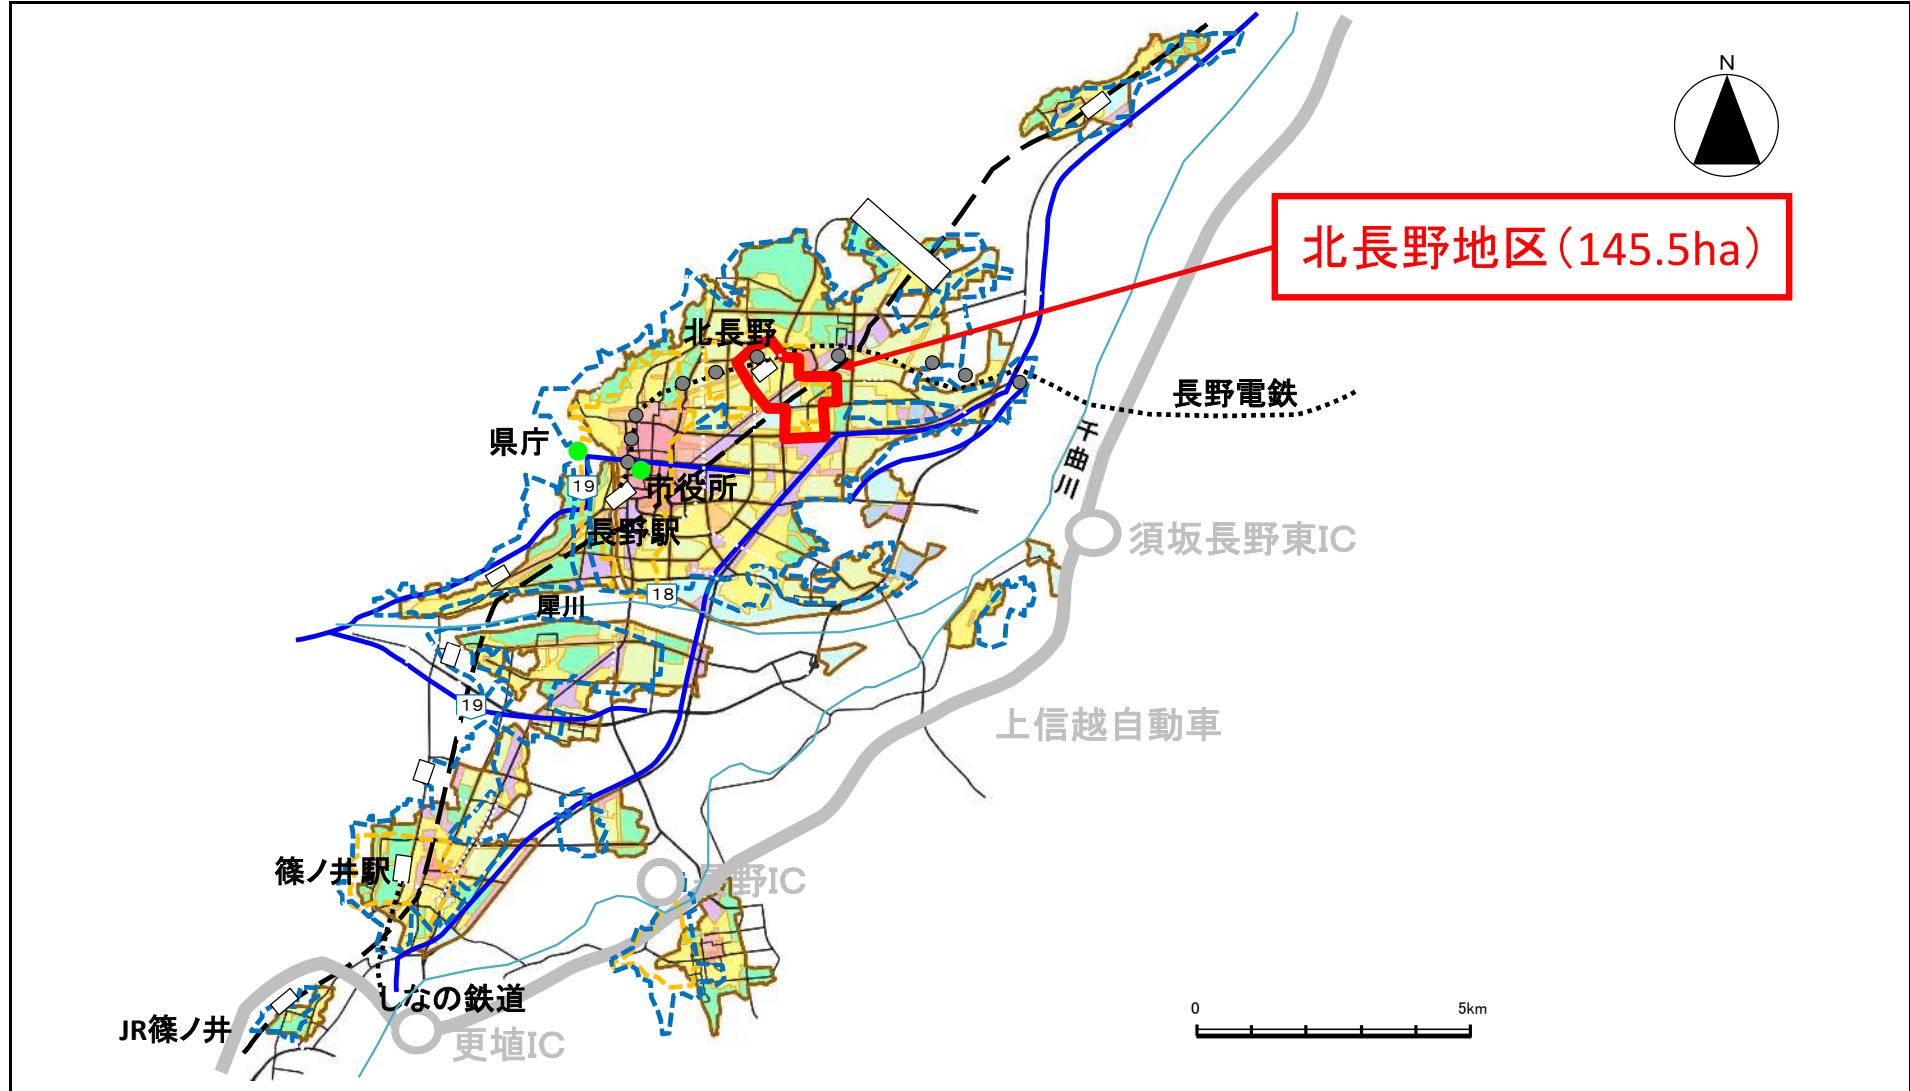 N
北長野地区(145.5ha)
北長野
長野電鉄
県庁
千曲川
19
市役所
長野駅
須坂長野東IC
18
犀川
19
上信越自動車
篠ノ井駅
長野IC
しなの鉄道
0 5km
JR篠ノ井
更埴IC